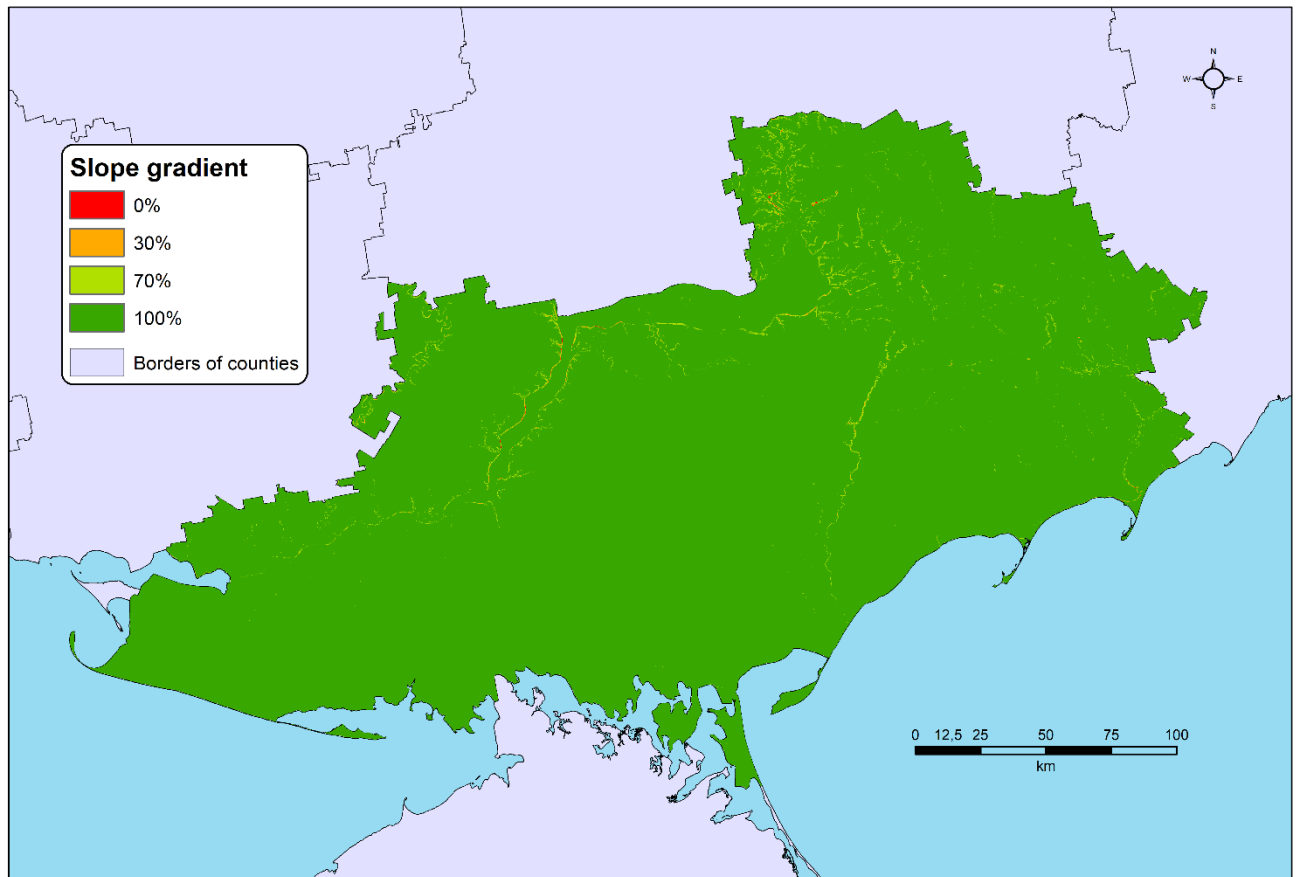 N
W E
S
Slope gradient
0%
30%
70%
100%
Borders of counties
0 12,5 25 50 75 100
km